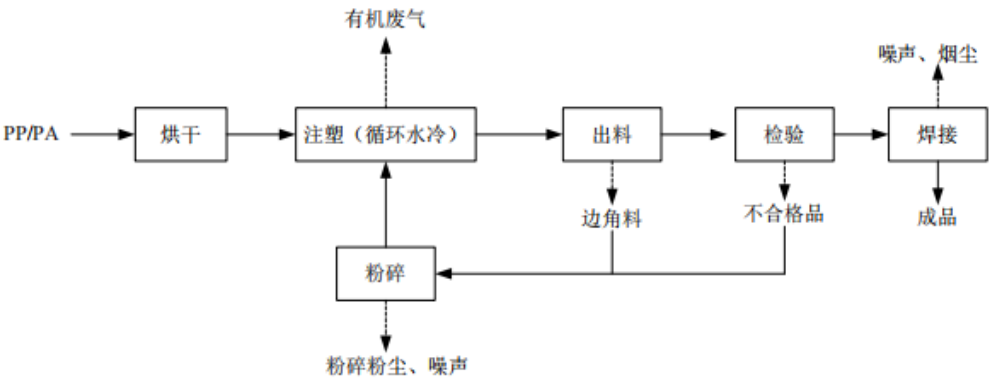 有机废气
噪声、烟尘
PP/PA
烘干
注塑（循环水冷）
出料
检验
焊接
边角料
不合格品
成品
粉碎
粉碎粉尘、噪声